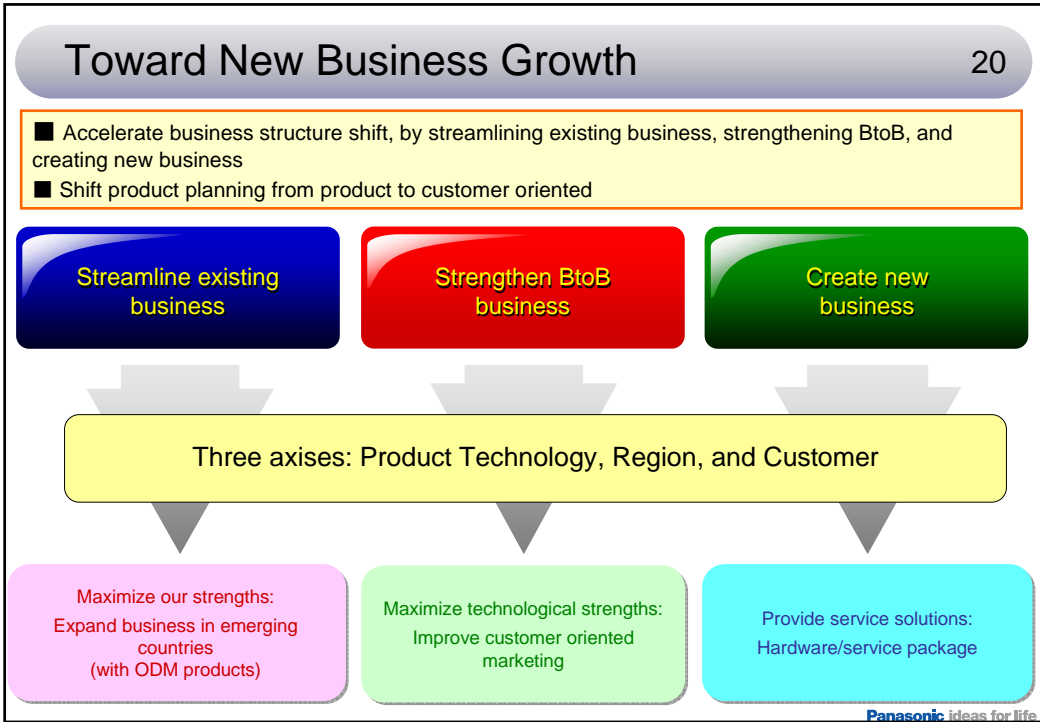 Toward New Business Growth
20
■ Accelerate business structure shift, by streamlining existing business, strengthening BtoB, and
creating new business
■ Shift product planning from product to customer oriented
Streamline existing
business
Strengthen BtoB
business
Create new
business
Three axises: Product Technology, Region, and Customer
Maximize our strengths:
Expand business in emerging
countries
(with ODM products)
Maximize technological strengths:
Improve customer oriented
marketing
Provide service solutions:
Hardware/service package
Panasonic ideas for life